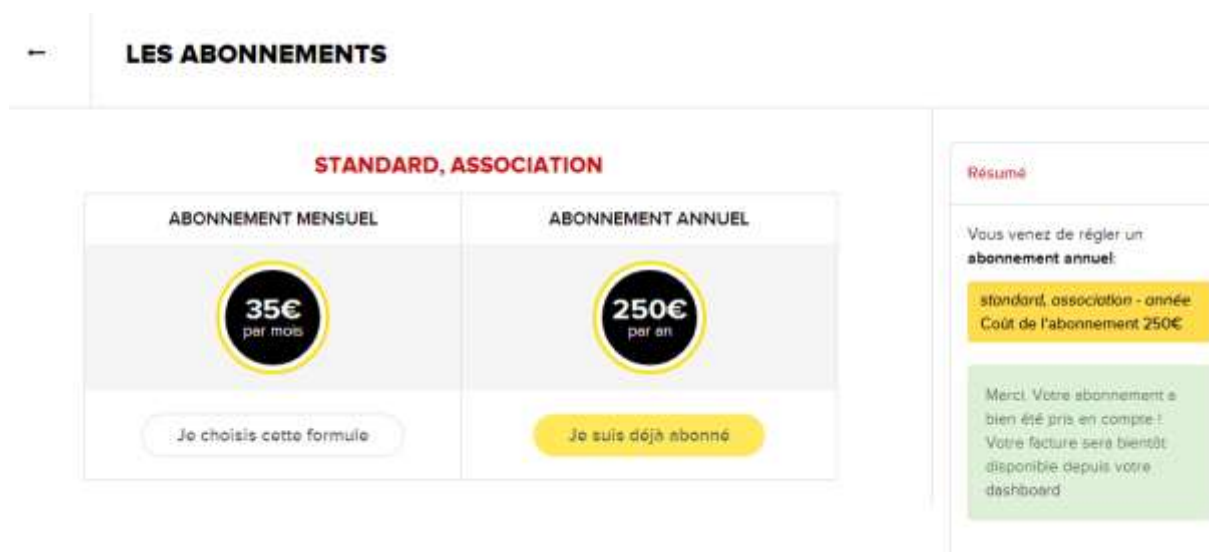 ←
LES ABONNEMENTS
STANDARD, ASSOCIATION
ABONNEMENT MENSUEL
ABONNEMENT ANNUEL
35€
par mois
250€
par an
Je choisis cette formule
Je suis déjà abonné
Résumé
Vous venez de régler un
abonnement annuel:
standard, association - année
Coût de l'abonnement 250€
Merci. Votre abonnement a
bien été pris en compte !
Votre facture sera bientôt
disponible depuis votre
dashboard